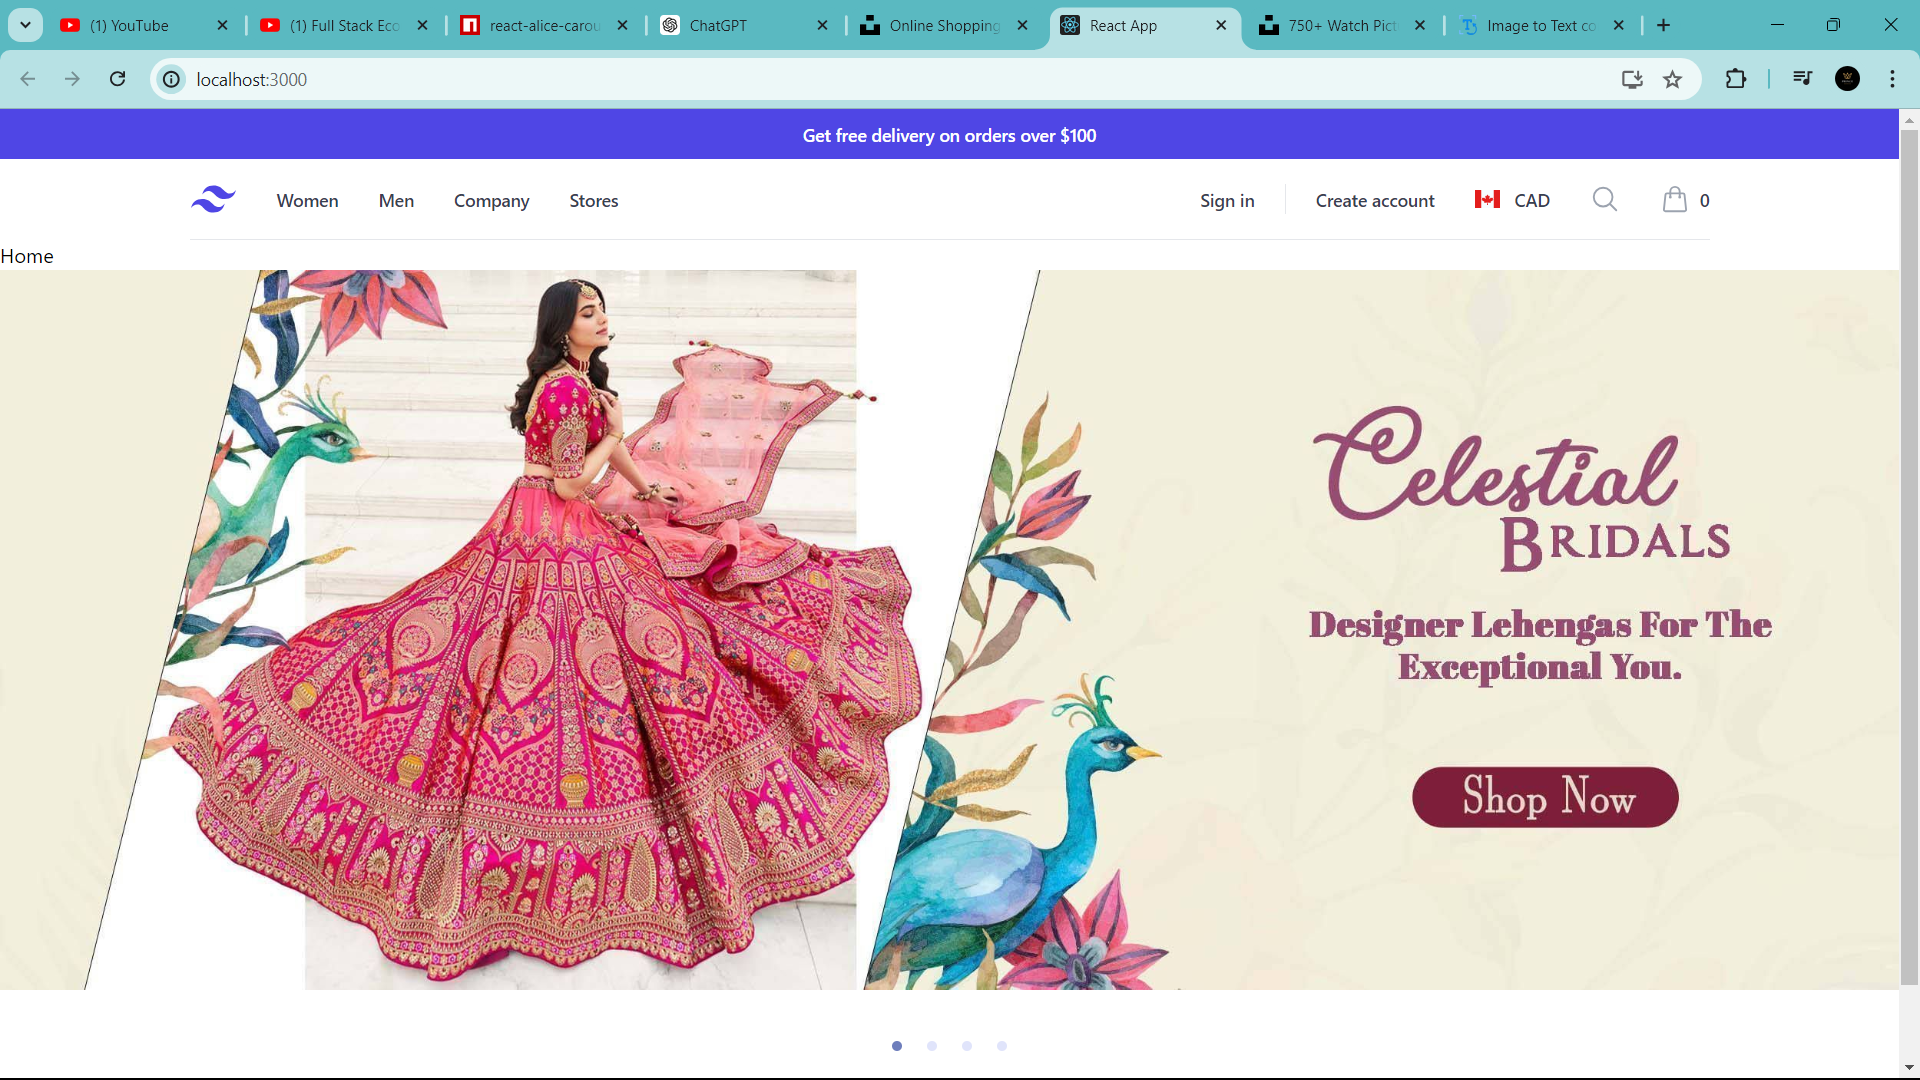 (1) YouTube
(1) Full Stack Eco
react-alice-carou
ChatGPT
Online Shopping
React App
750+ Watch Pict
Image to Text co
localhost:3000
Get free delivery on orders over $100
Women Men Company Stores Sign in Create account CAD 0
Home
Celestial
BRIDALS
Designer Lehengas For The
Exceptional You.
Shop Now